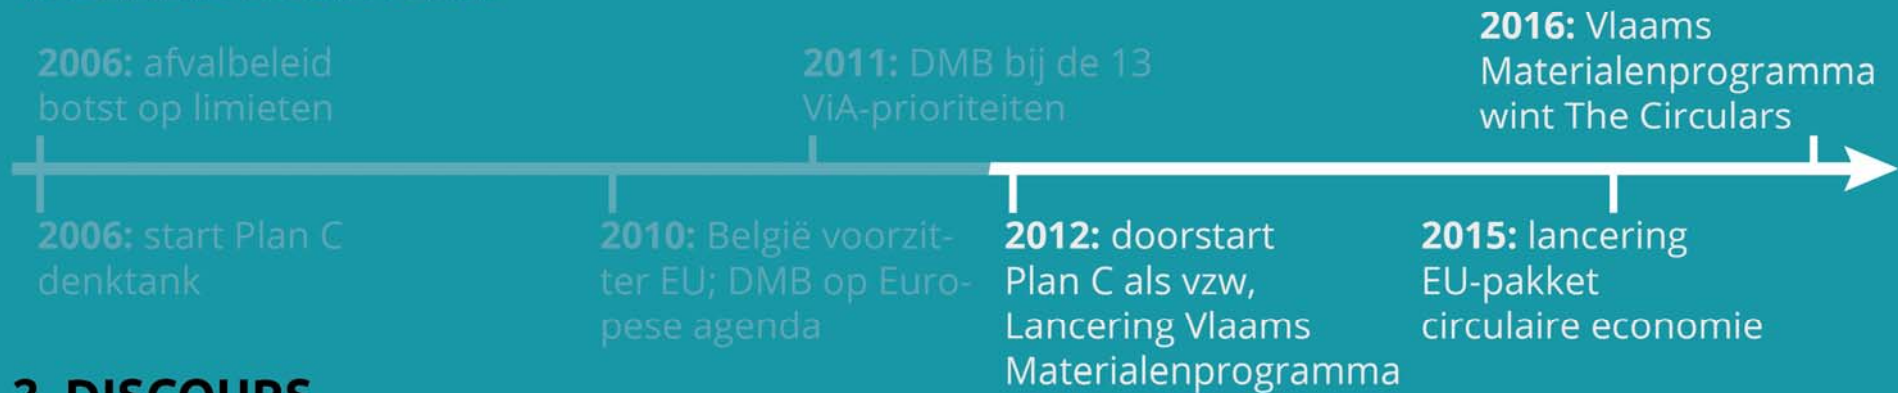 2006: afvalbeleid
botst op limieten
2011: DMB bij de 13
ViA-prioriteiten
2016: Vlaams
Materialenprogramma
wint The Circulars
2006: start Plan C
denktank
2010: België voorzit-
ter EU; DMB op Euro-
pese agenda
2012: doorstart
Plan C als vzw,
Lancering Vlaams
Materialenprogramma
2015: lancering
EU-pakket
circulaire economie
DISCOURS